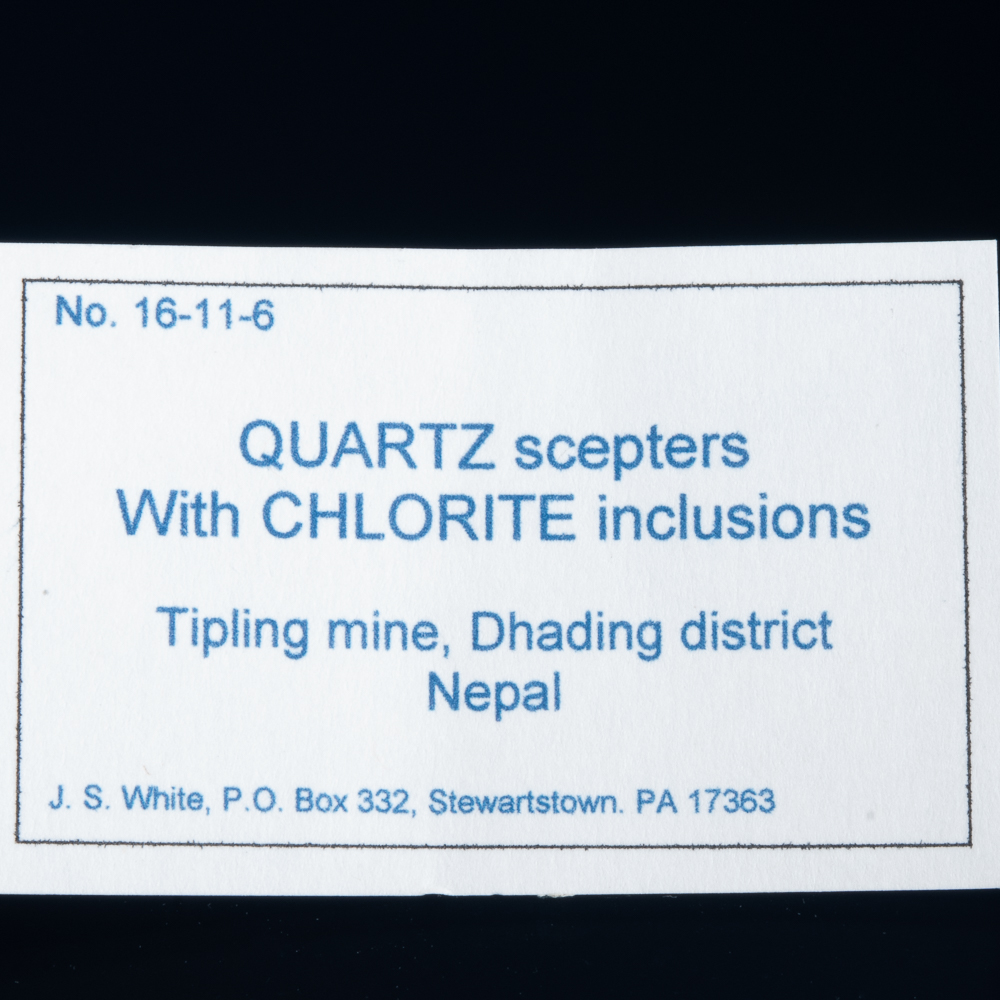 No. 16-11-6
QUARTZ scepters
With CHLORITE inclusions
Tipling mine, Dhading district
Nepal
J. S. White, P.O. Box 332, Stewartstown. PA 17363